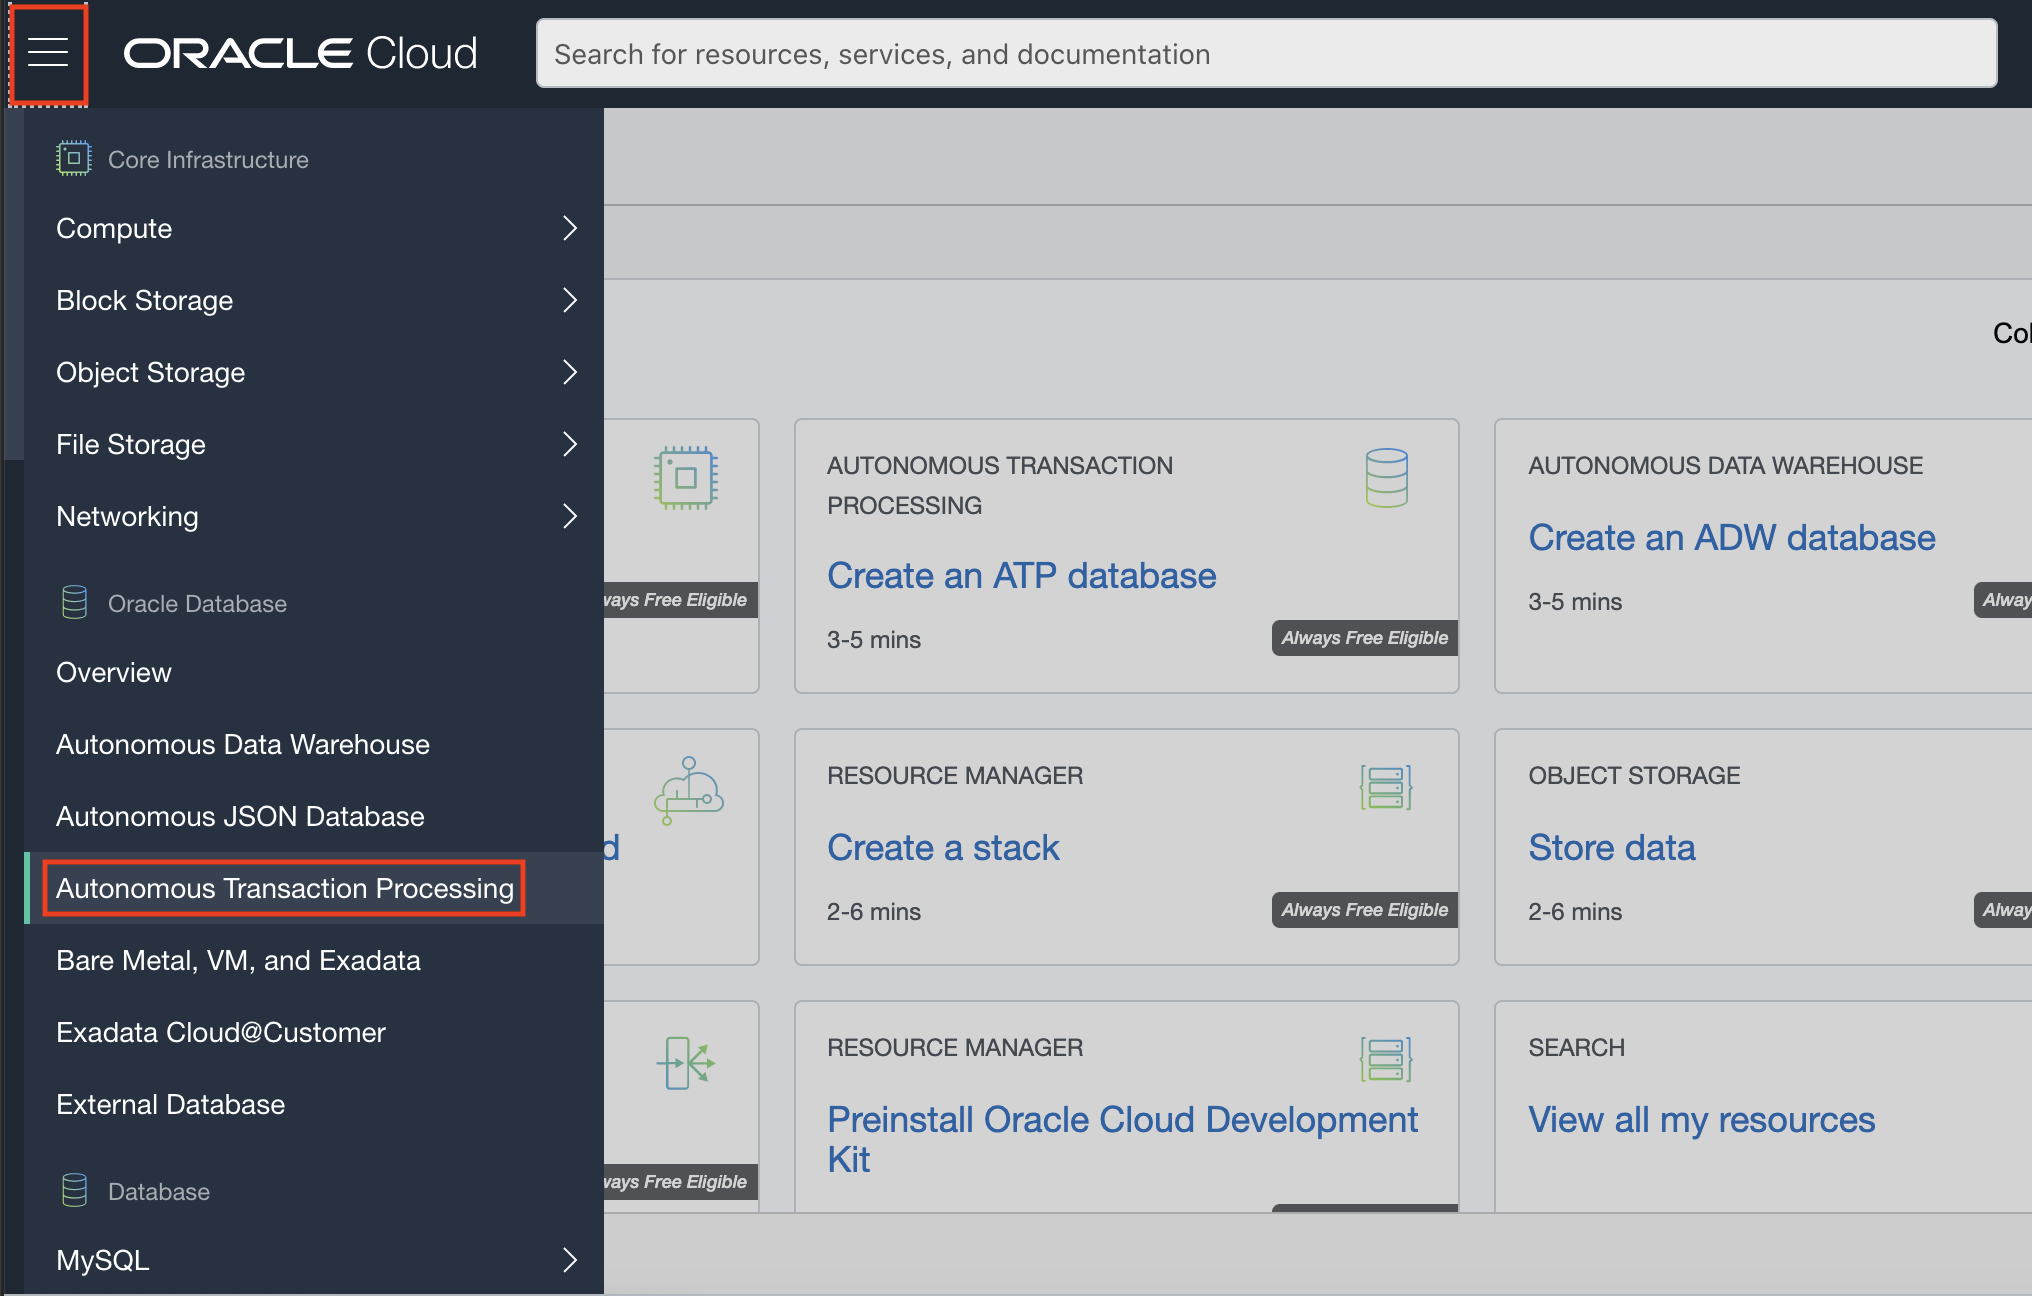 ORACLE Cloud
Search for resources, services, and documentation
Core Infrastructure
Compute
Block Storage
Object Storage
File Storage
Networking
Oracle Database
Overview
Autonomous Data Warehouse
Autonomous JSON Database
Autonomous Transaction Processing
Bare Metal, VM, and Exadata
Exadata Cloud@Customer
External Database
Database
MySQL
Free Eligible
Free Eligible
AUTONOMOUS TRANSACTION
PROCESSING
Create an ATP database
3-5 mins
Always Free Eligible
AUTONOMOUS DATA WAREHOUSE
Create an ADW database
3-5 mins
RESOURCE MANAGER
Create a stack
2-6 mins
Always Free Eligible
OBJECT STORAGE
Store data
2-6 mins
RESOURCE MANAGER
Preinstall Oracle Cloud Development
Kit
SEARCH
View all my resources